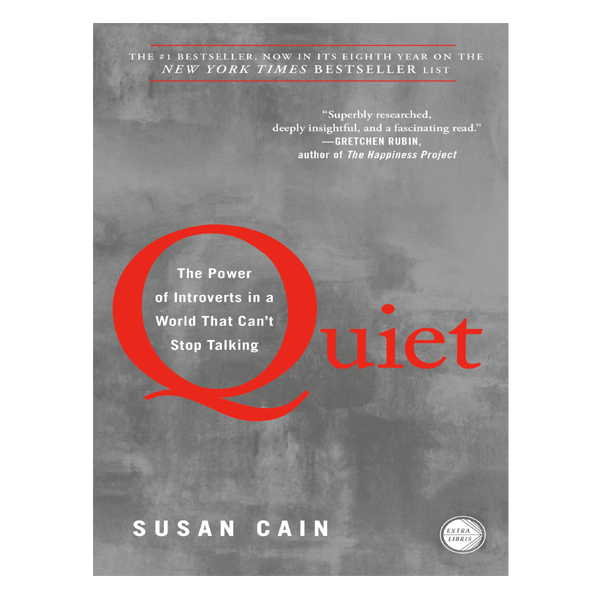 THE #1 BESTSELLER, NOW IN ITS EIGHTH YEAR ON THE
NEW YORK TIMES BESTSELLER LIST
“Superbly researched,
deeply insightful, and a fascinating read.”
—GRETCHEN RUBIN,
author of The Happiness Project
Quiet
The Power
of Introverts in a
World That Can't
Stop Talking
SUSAN CAIN
EXTRA
LIBRIS